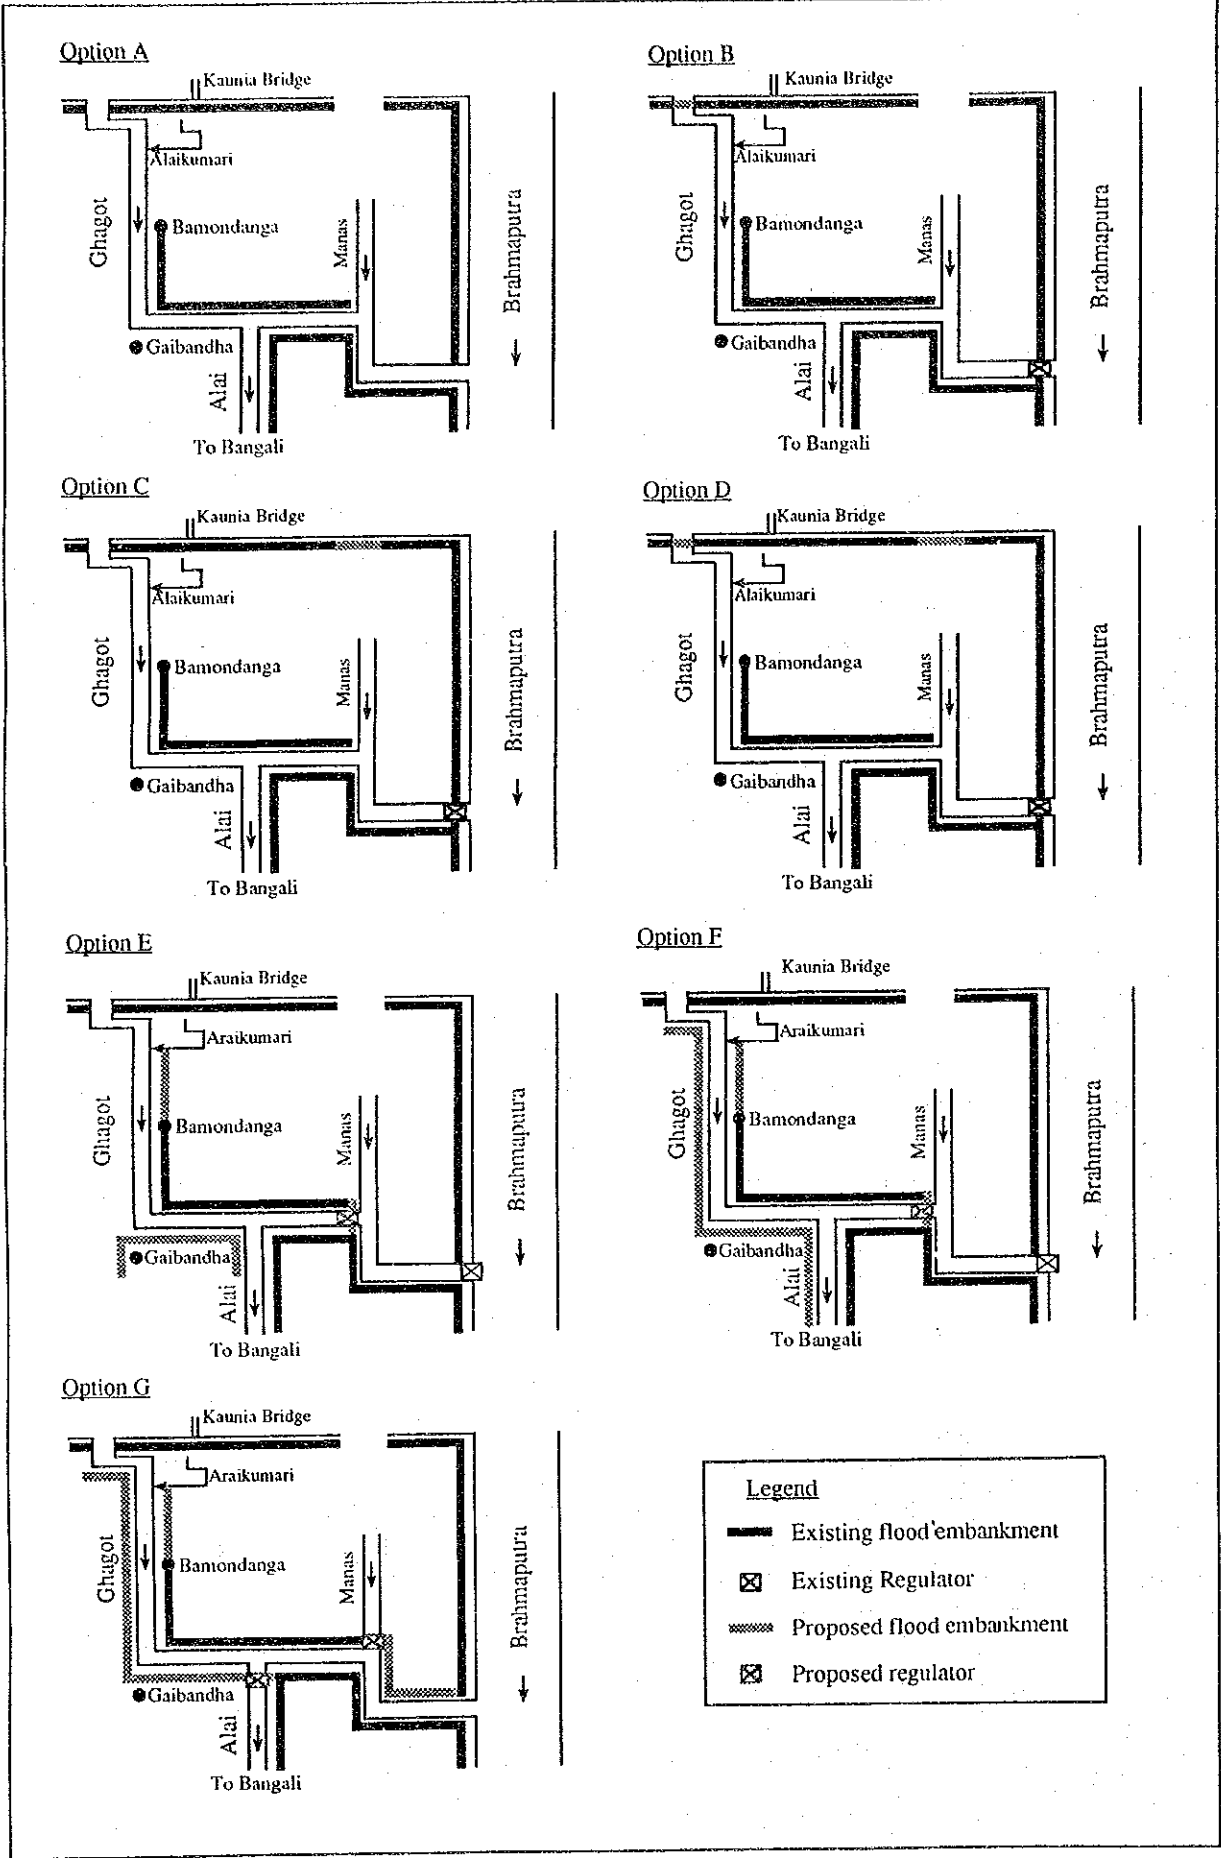 Option A
Kaunia Bridge
Alaikumari
Ghagot
Bamondanga
Manas
Brahmaputra
Gaibandha
Alai
To Bangali
Option B
Kaunia Bridge
Alaikumari
Ghagot
Bamondanga
Manas
Brahmaputra
Gaibandha
Alai
To Bangali
Option C
Kaunia Bridge
Alaikumari
Ghagot
Bamondanga
Manas
Brahmaputra
Gaibandha
Alai
To Bangali
Option D
Kaunia Bridge
Alaikumari
Ghagot
Bamondanga
Manas
Brahmaputra
Gaibandha
Alai
To Bangali
Option E
Kaunia Bridge
Araikumari
Ghagot
Bamondanga
Manas
Brahmaputra
Gaibandha
Alai
To Bangali
Option F
Kaunia Bridge
Araikumari
Ghagot
Bamondanga
Manas
Brahmaputra
Gaibandha
Alai
To Bangali
Option G
Kaunia Bridge
Araikumari
Ghagot
Bamondanga
Manas
Brahmaputra
Gaibandha
Alai
To Bangali
Legend
Existing flood embankment
Existing Regulator
Proposed flood embankment
Proposed regulator